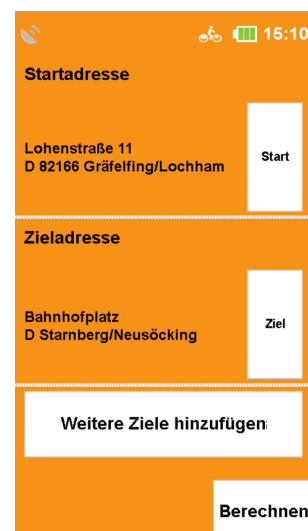 15:10
Startadresse
Lohenstraße 11
D 82166 Gräfelfing/Lochham
Start
Zieladresse
Bahnhofplatz
D Starnberg/Neusöcking
Ziel
Weitere Ziele hinzufügen
Berechnen